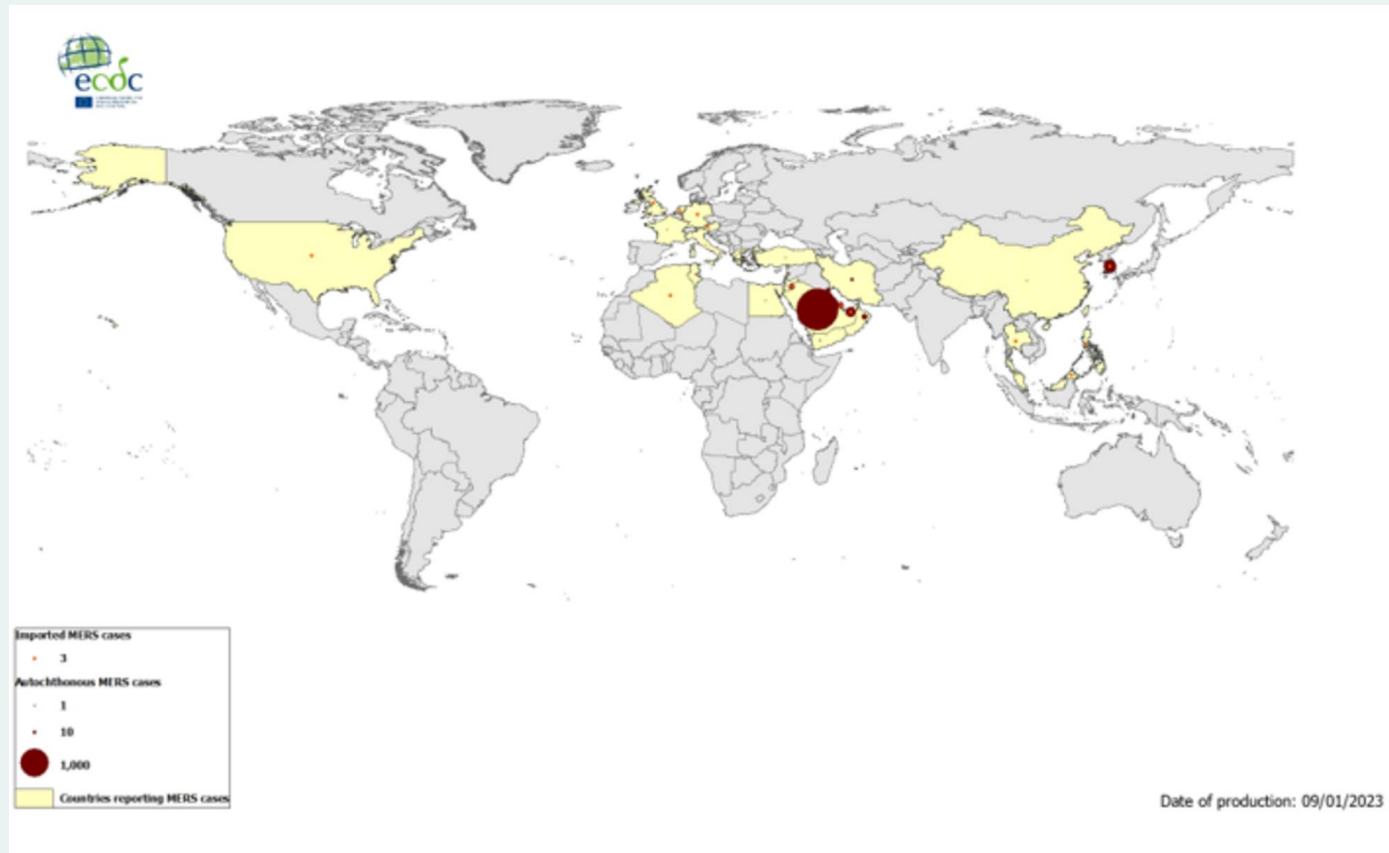 ecdc
Imported MERS cases
3
Autochthonous MERS cases
1
10
1,000
Countries reporting MERS cases
Date of production: 09/01/2023